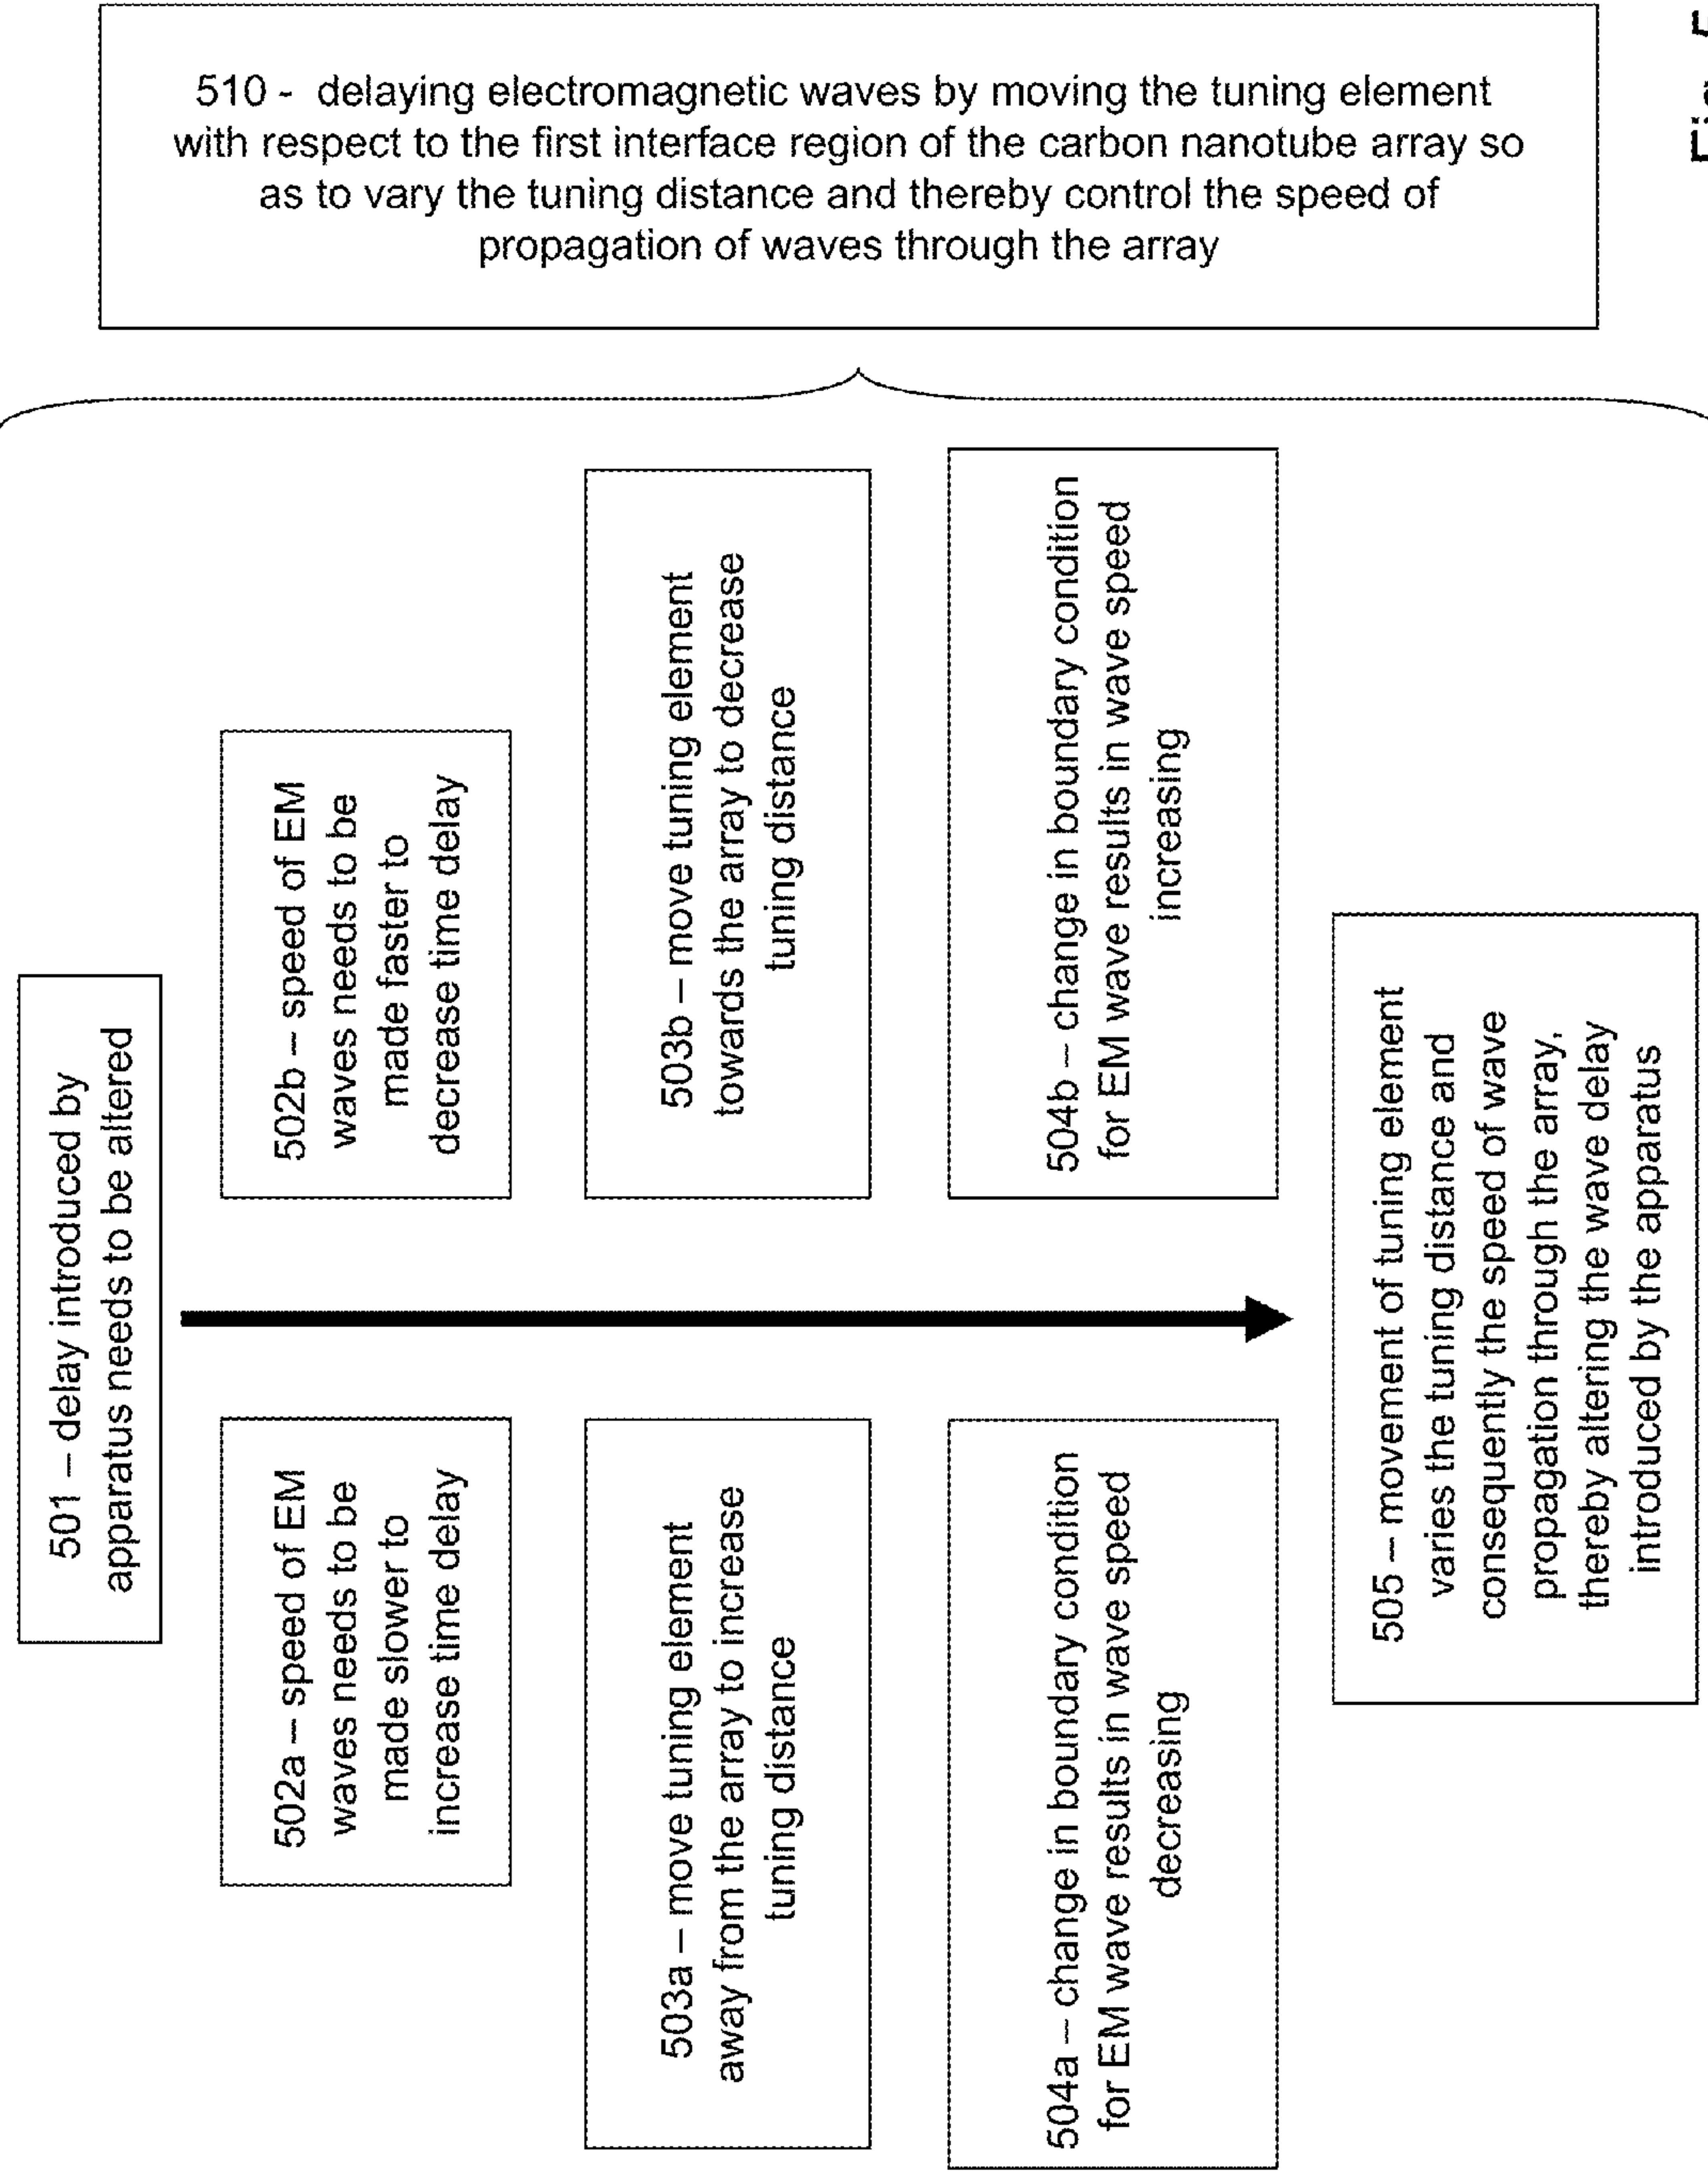 510 - delaying electromagnetic waves by moving the tuning element
with respect to the first interface region of the carbon nanotube array so
as to vary the tuning distance and thereby control the speed of
propagation of waves through the array
501 – delay introduced by
apparatus needs to be altered
502a – speed of EM
waves needs to be
made slower to
increase time delay
502b – speed of EM
waves needs to be
made faster to
decrease time delay
503a – move tuning element
away from the array to increase
tuning distance
503b – move tuning element
towards the array to decrease
tuning distance
504a – change in boundary condition
for EM wave results in wave speed
decreasing
504b – change in boundary condition
for EM wave results in wave speed
increasing
505 – movement of tuning element
varies the tuning distance and
consequently the speed of wave
propagation through the array,
thereby altering the wave delay
introduced by the apparatus